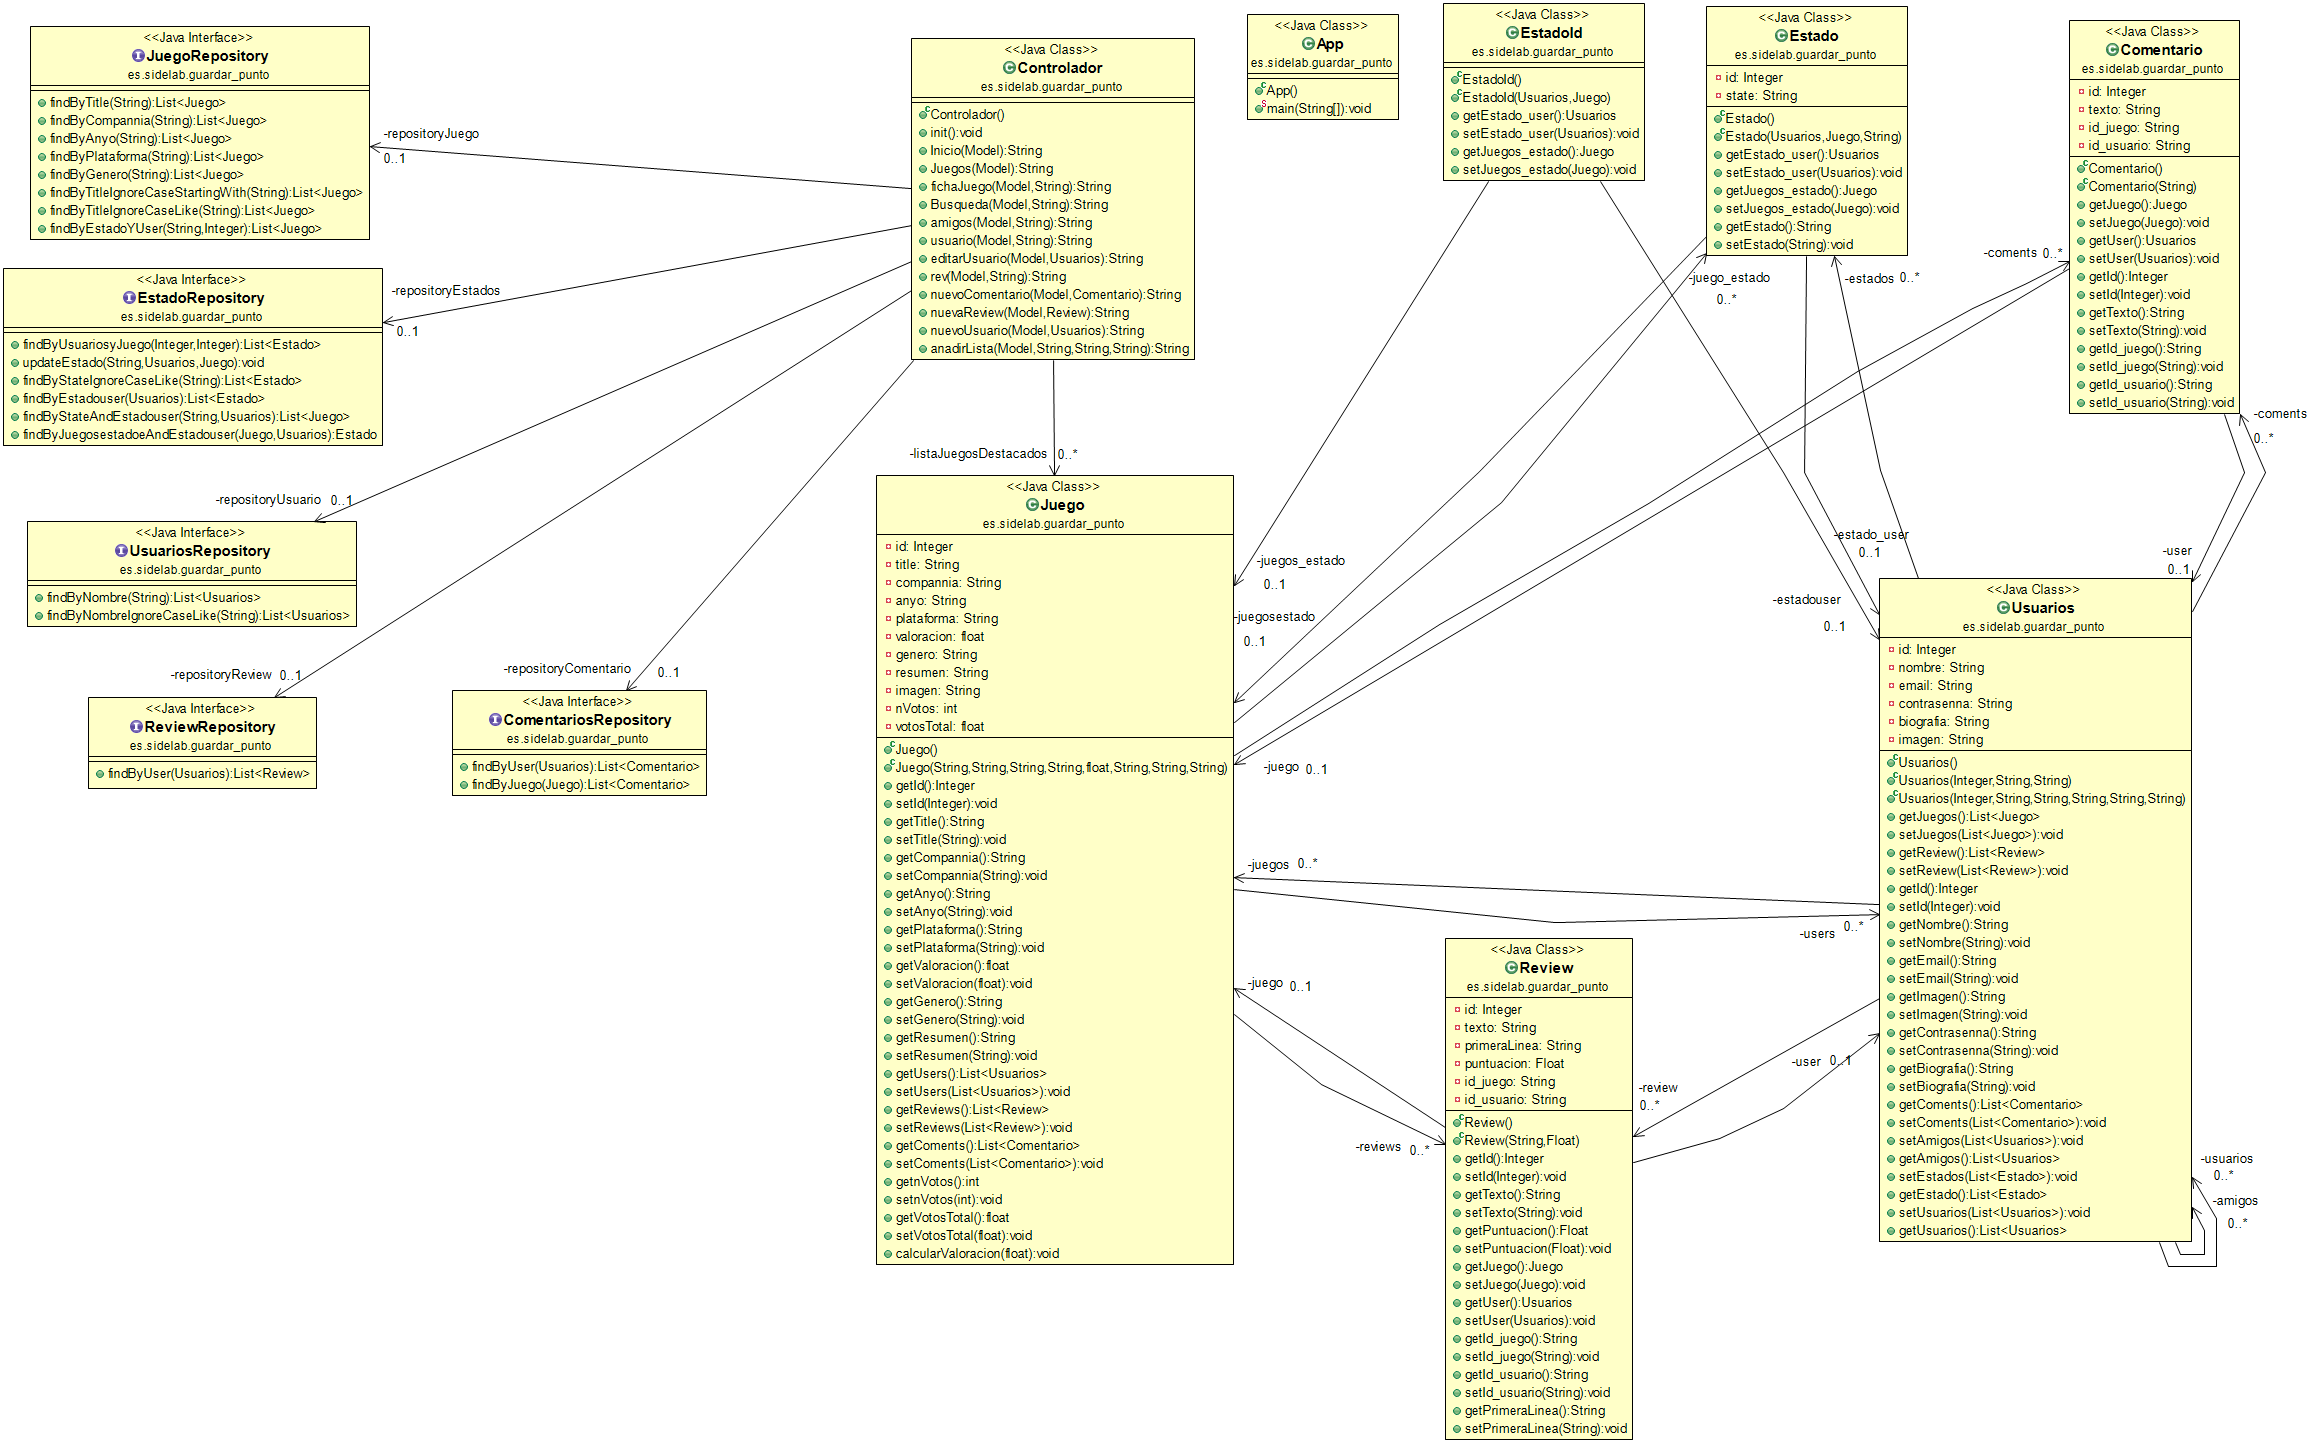 <<Java Interface>>
JuegoRepository
es.sidelab.guardar_punto
findByTitle(String):List<Juego>
findByCompannia(String):List<Juego>
findByAnyo(String):List<Juego>
findByPlataforma(String):List<Juego>
findByGenero(String):List<Juego>
findByTitleIgnoreCaseStartingWith(String):List<Juego>
findByTitleIgnoreCaseLike(String):List<Juego>
findByEstadoYUser(String,Integer):List<Juego>
<<Java Interface>>
EstadoRepository
es.sidelab.guardar_punto
findByUsuariosyJuego(Integer,Integer):List<Estado>
updateEstado(String,Usuarios,Juego):void
findByStateIgnoreCaseLike(String):List<Estado>
findByEstadouser(Usuarios):List<Estado>
findByStateAndEstadouser(String,Usuarios):List<Juego>
findByJuegosestadoeAndEstadouser(Juego,Usuarios):Estado
<<Java Interface>>
UsuariosRepository
es.sidelab.guardar_punto
findByNombre(String):List<Usuarios>
findByNombreIgnoreCaseLike(String):List<Usuarios>
<<Java Interface>>
ReviewRepository
es.sidelab.guardar_punto
findByUser(Usuarios):List<Review>
<<Java Interface>>
ComentariosRepository
es.sidelab.guardar_punto
findByUser(Usuarios):List<Comentario>
findByJuego(Juego):List<Comentario>
-repositoryJuego
0..1
-repositoryEstados
0..1
-repositoryUsuario 0..1
-repositoryReview 0..1
-repositoryComentario 0..1
-listaJuegosDestacados 0..*
<<Java Class>>
Controlador
es.sidelab.guardar_punto
Controlador()
init():void
Inicio(Model):String
Juegos(Model):String
fichaJuego(Model,String):String
Busqueda(Model,String):String
amigos(Model,String):String
usuario(Model,String):String
editarUsuario(Model,Usuarios):String
rev(Model,String):String
nuevoComentario(Model,Comentario):String
nuevaReview(Model,Review):String
nuevoUsuario(Model,Usuarios):String
anadirLista(Model,String,String,String):String
<<Java Class>>
Juego
es.sidelab.guardar_punto
id: Integer
title: String
compannia: String
anyo: String
plataforma: String
valoracion: float
genero: String
resumen: String
imagen: String
nVotos: int
votosTotal: float
Juego()
Juego(String,String,String,String,float,String,String,String)
getId():Integer
setId(Integer):void
getTitle():String
setTitle(String):void
getCompannia():String
setCompannia(String):void
getAnyo():String
setAnyo(String):void
getPlataforma():String
setPlataforma(String):void
getValoracion():float
setValoracion(float):void
getGenero():String
setGenero(String):void
getResumen():String
setResumen(String):void
getUsers():List<Usuarios>
setUsers(List<Usuarios>):void
getReviews():List<Review>
setReviews(List<Review>):void
getComents():List<Comentario>
setComents(List<Comentario>):void
getnVotos():int
setnVotos(int):void
getVotosTotal():float
setVotosTotal(float):void
calcularValoracion(float):void
<<Java Class>>
App
es.sidelab.guardar_punto
App()
main(String[]):void
<<Java Class>>
EstadoId
es.sidelab.guardar_punto
EstadoId()
EstadoId(Usuarios,Juego)
getEstado_user():Usuarios
setEstado_user(Usuarios):void
getJuegos_estado():Juego
setJuegos_estado(Juego):void
<<Java Class>>
Estado
es.sidelab.guardar_punto
id: Integer
state: String
Estado()
Estado(Usuarios,Juego,String)
getEstado_user():Usuarios
setEstado_user(Usuarios):void
getJuegos_estado():Juego
setJuegos_estado(Juego):void
getEstado():String
setEstado(String):void
<<Java Class>>
Comentario
es.sidelab.guardar_punto
id: Integer
texto: String
id_juego: String
id_usuario: String
Comentario()
Comentario(String)
getJuego():Juego
setJuego(Juego):void
getUser():Usuarios
setUser(Usuarios):void
getId():Integer
setId(Integer):void
getTexto():String
setTexto(String):void
getId_juego():String
setId_juego(String):void
getId_usuario():String
setId_usuario(String):void
-juego_estado
0..*
-estados 0..*
-coments 0..*
-coments
0..*
-juegos_estado
0..1
-juegosestado
0..1
-estado_user
0..1
-estadouser
0..1
-user
0..1
-juego 0..1
-juegos 0..*
-users 0..*
-juego 0..1
-reviews 0..*
-user 0..1
-review
0..*
-usuarios
0..*
-amigos
0..*
<<Java Class>>
Review
es.sidelab.guardar_punto
id: Integer
texto: String
primeraLinea: String
puntuacion: Float
id_juego: String
id_usuario: String
Review()
Review(String,Float)
getId():Integer
setId(Integer):void
getTexto():String
setTexto(String):void
getPuntuacion():Float
setPuntuacion(Float):void
getJuego():Juego
setJuego(Juego):void
getUser():Usuarios
setUser(Usuarios):void
getId_juego():String
setId_juego(String):void
getId_usuario():String
setId_usuario(String):void
getPrimeraLinea():String
setPrimeraLinea(String):void
<<Java Class>>
Usuarios
es.sidelab.guardar_punto
id: Integer
nombre: String
email: String
contrasenna: String
biografia: String
imagen: String
Usuarios()
Usuarios(Integer,String,String)
Usuarios(Integer,String,String,String,String,String)
getJuegos():List<Juego>
setJuegos(List<Juego>):void
getReview():List<Review>
setReview(List<Review>):void
getId():Integer
setId(Integer):void
getNombre():String
setNombre(String):void
getEmail():String
setEmail(String):void
getImagen():String
setImagen(String):void
getContrasenna():String
setContrasenna(String):void
getBiografia():String
setBiografia(String):void
getComents():List<Comentario>
setComents(List<Comentario>):void
setAmigos(List<Usuarios>):void
getAmigos():List<Usuarios>
setEstados(List<Estado>):void
getEstado():List<Estado>
setUsuarios(List<Usuarios>):void
getUsuarios():List<Usuarios>